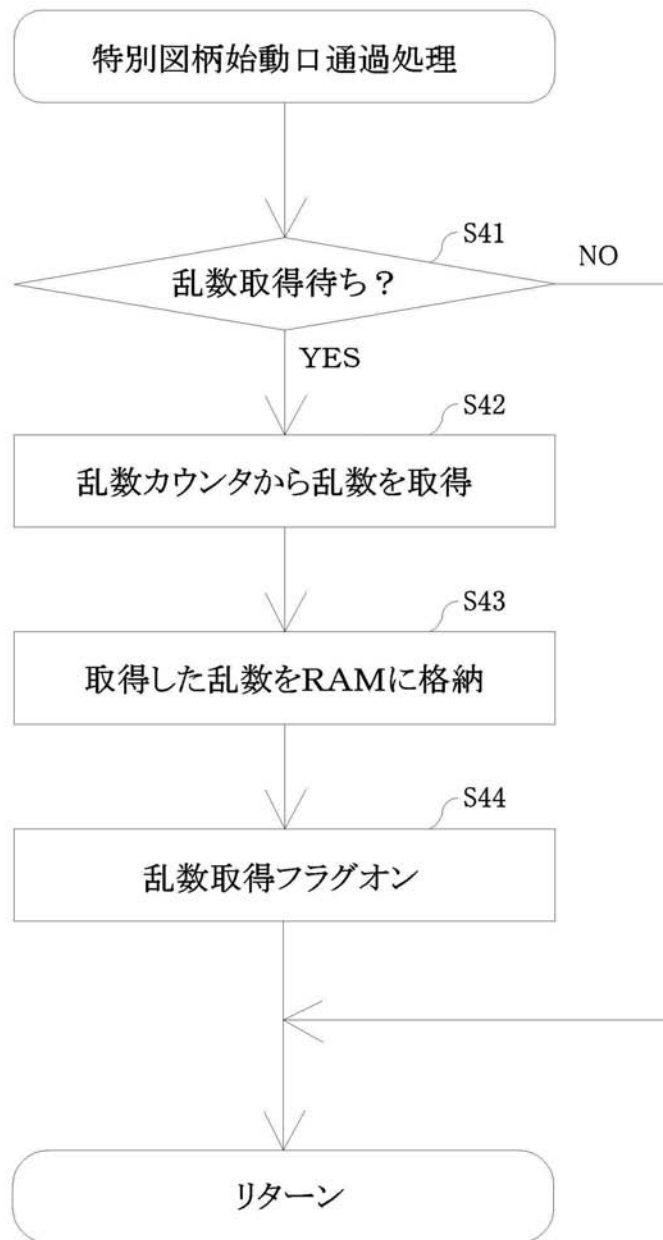 特別図柄始動口通過処理
S41
乱数取得待ち？
NO
YES
S42
乱数カウンタから乱数を取得
S43
取得した乱数をRAMに格納
S44
乱数取得フラグオン
リターン